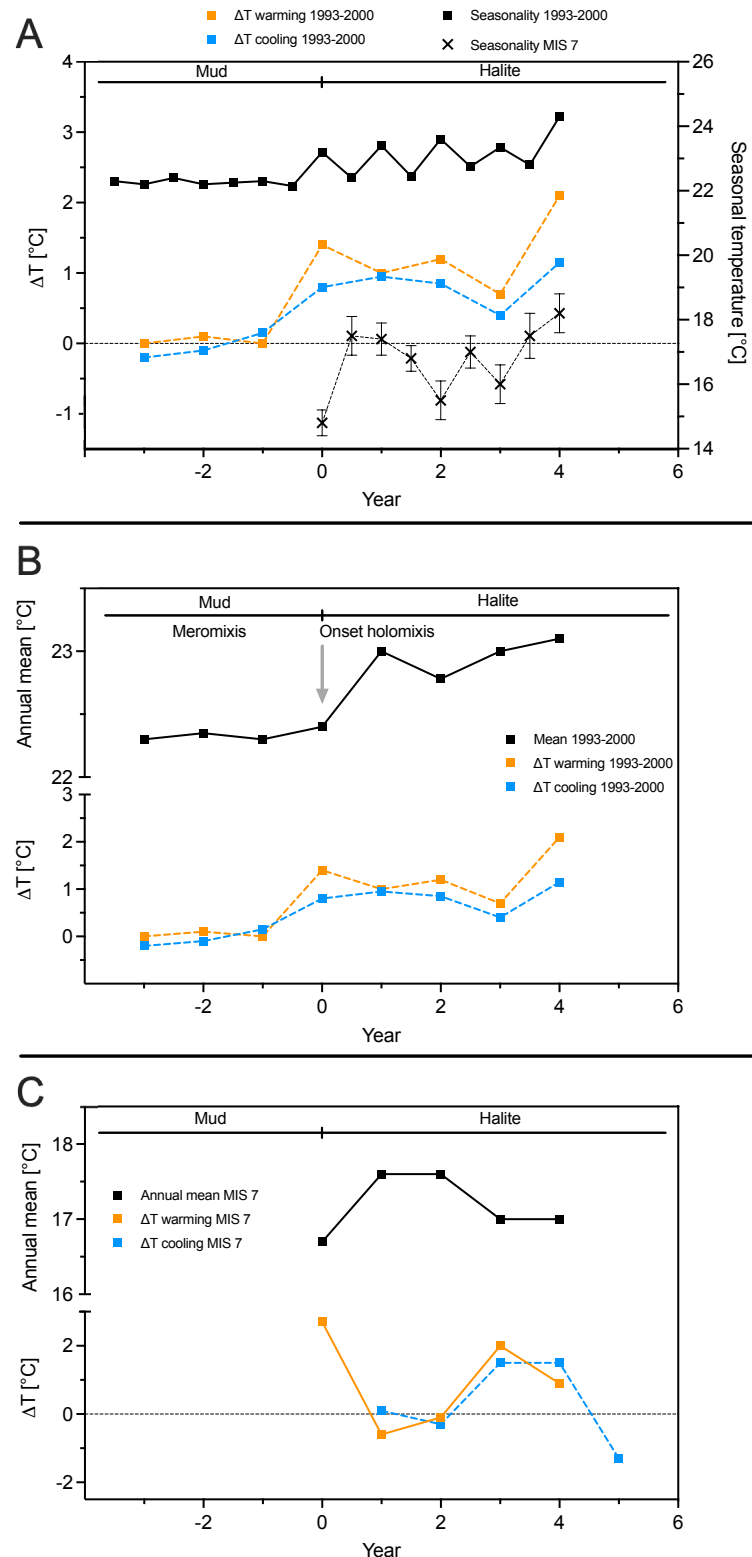 ΔT warming 1993-2000
Seasonality 1993-2000
ΔT cooling 1993-2000
Seasonality MIS 7
A
Mud
Halite
4
3
2
1
0
-1
ΔT [°C]
26
24
22
20
18
16
14
Seasonal temperature [°C]
-2
0
2
4
6
Year
B
Mud
Halite
Meromixis
Onset holomixis
23
22
Annual mean [°C]
Mean 1993-2000
ΔT warming 1993-2000
ΔT cooling 1993-2000
3
2
1
0
ΔT [°C]
-2
0
2
4
6
Year
C
Mud
Halite
18
17
16
Annual mean [°C]
Annual mean MIS 7
ΔT warming MIS 7
ΔT cooling MIS 7
2
0
-2
ΔT [°C]
-2
0
2
4
6
Year